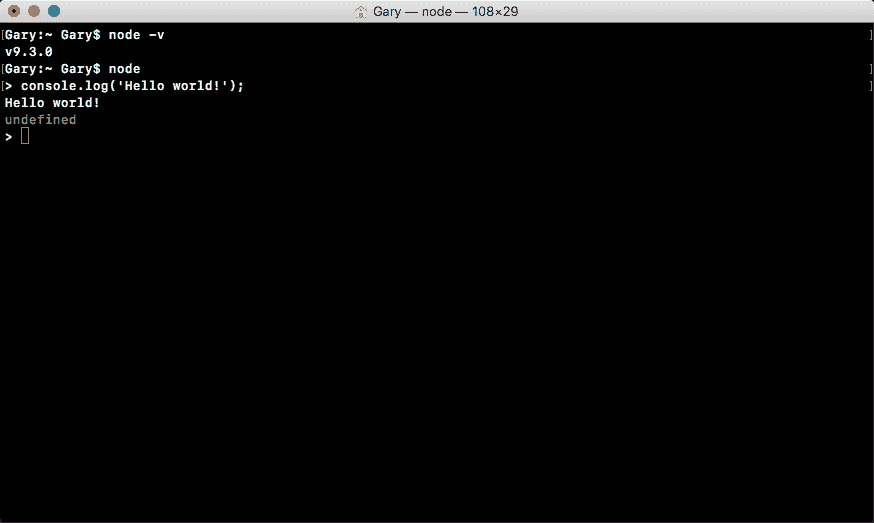 Gary — node — 108×29
[Gary:~ Gary$ node -v ]
v9.3.0
[Gary:~ Gary$ node ]
[> console.log('Hello world!'); ]
Hello world!
undefined
>